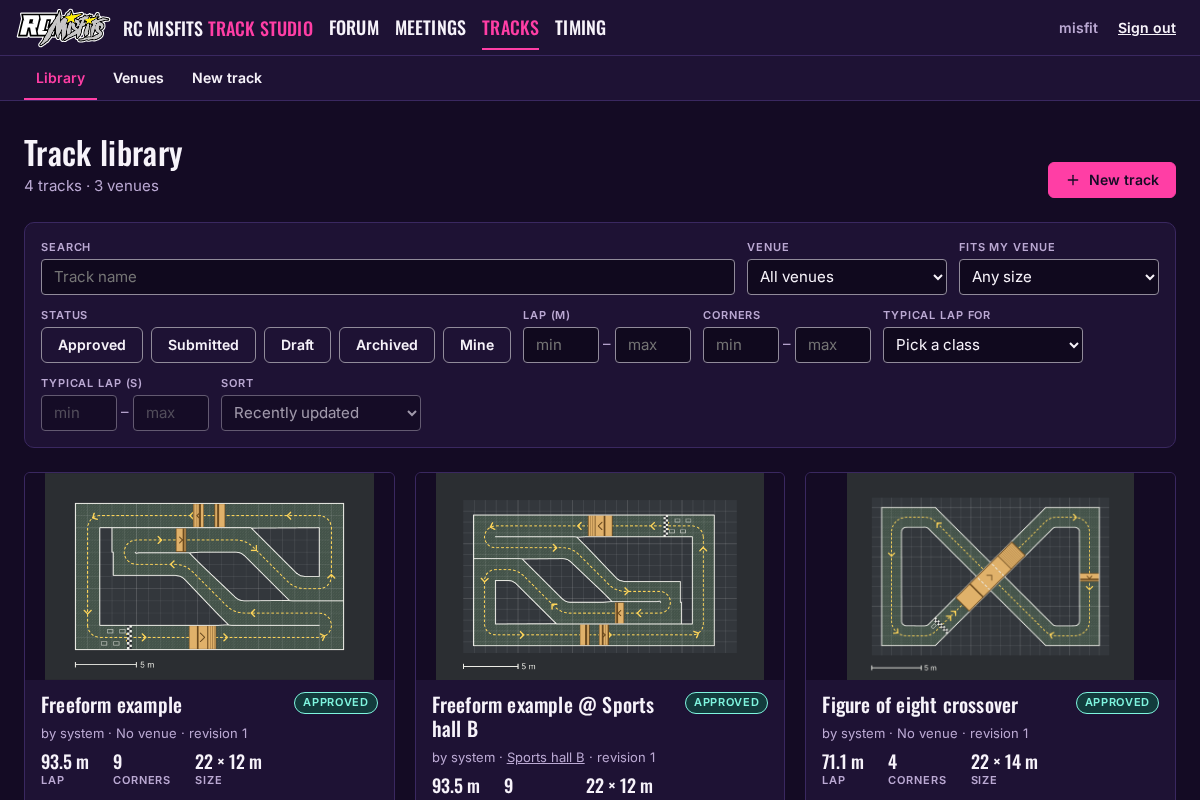 RC Misfits
RC MISFITS TRACK STUDIO FORUM MEETINGS TRACKS TIMING misfit Sign out
Library Venues New track
Track library
4 tracks · 3 venues
+ New track
SEARCH VENUE FITS MY VENUE
Track name All venues Any size
STATUS LAP (M) CORNERS TYPICAL LAP FOR
Approved Submitted Draft Archived Mine min – max min – max Pick a class
TYPICAL LAP (S) SORT
min – max Recently updated
5 m 5 m 5 m
Freeform example APPROVED
by system · No venue · revision 1
93.5 m 9 22 × 12 m
LAP CORNERS SIZE
Freeform example @ Sports APPROVED
hall B
by system · Sports hall B · revision 1
93.5 m 9 22 × 12 m
Figure of eight crossover APPROVED
by system · No venue · revision 1
71.1 m 4 22 × 14 m
LAP CORNERS SIZE